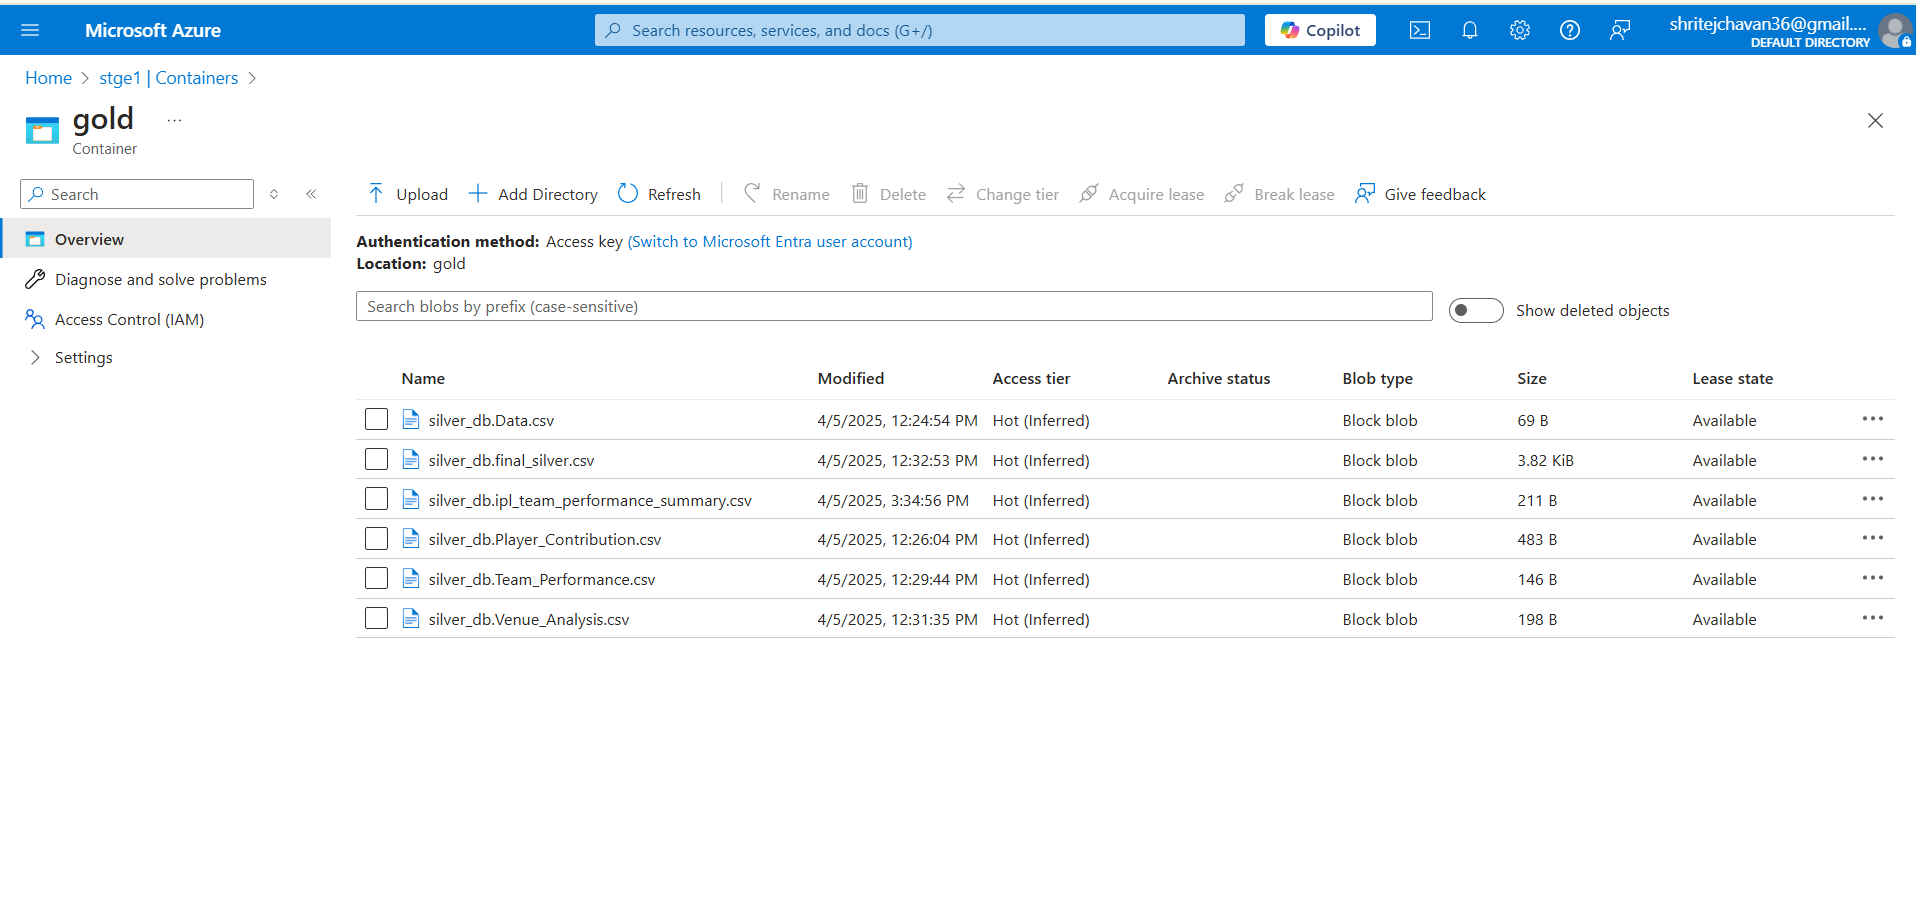 Microsoft Azure
Search resources, services, and docs (G+/)
Copilot
shritejchavan36@gmail....
DEFAULT DIRECTORY
Home > stge1 | Containers >
gold ...
Container
Search
Overview
Diagnose and solve problems
Access Control (IAM)
Settings
Upload Add Directory Refresh Rename Delete Change tier Acquire lease Break lease Give feedback
Authentication method: Access key (Switch to Microsoft Entra user account)
Location: gold
Search blobs by prefix (case-sensitive)
Show deleted objects
Name Modified Access tier Archive status Blob type Size Lease state
silver_db.Data.csv 4/5/2025, 12:24:54 PM Hot (Inferred) Block blob 69 B Available
silver_db.final_silver.csv 4/5/2025, 12:32:53 PM Hot (Inferred) Block blob 3.82 KiB Available
silver_db.ipl_team_performance_summary.csv 4/5/2025, 3:34:56 PM Hot (Inferred) Block blob 211 B Available
silver_db.Player_Contribution.csv 4/5/2025, 12:26:04 PM Hot (Inferred) Block blob 483 B Available
silver_db.Team_Performance.csv 4/5/2025, 12:29:44 PM Hot (Inferred) Block blob 146 B Available
silver_db.Venue_Analysis.csv 4/5/2025, 12:31:35 PM Hot (Inferred) Block blob 198 B Available